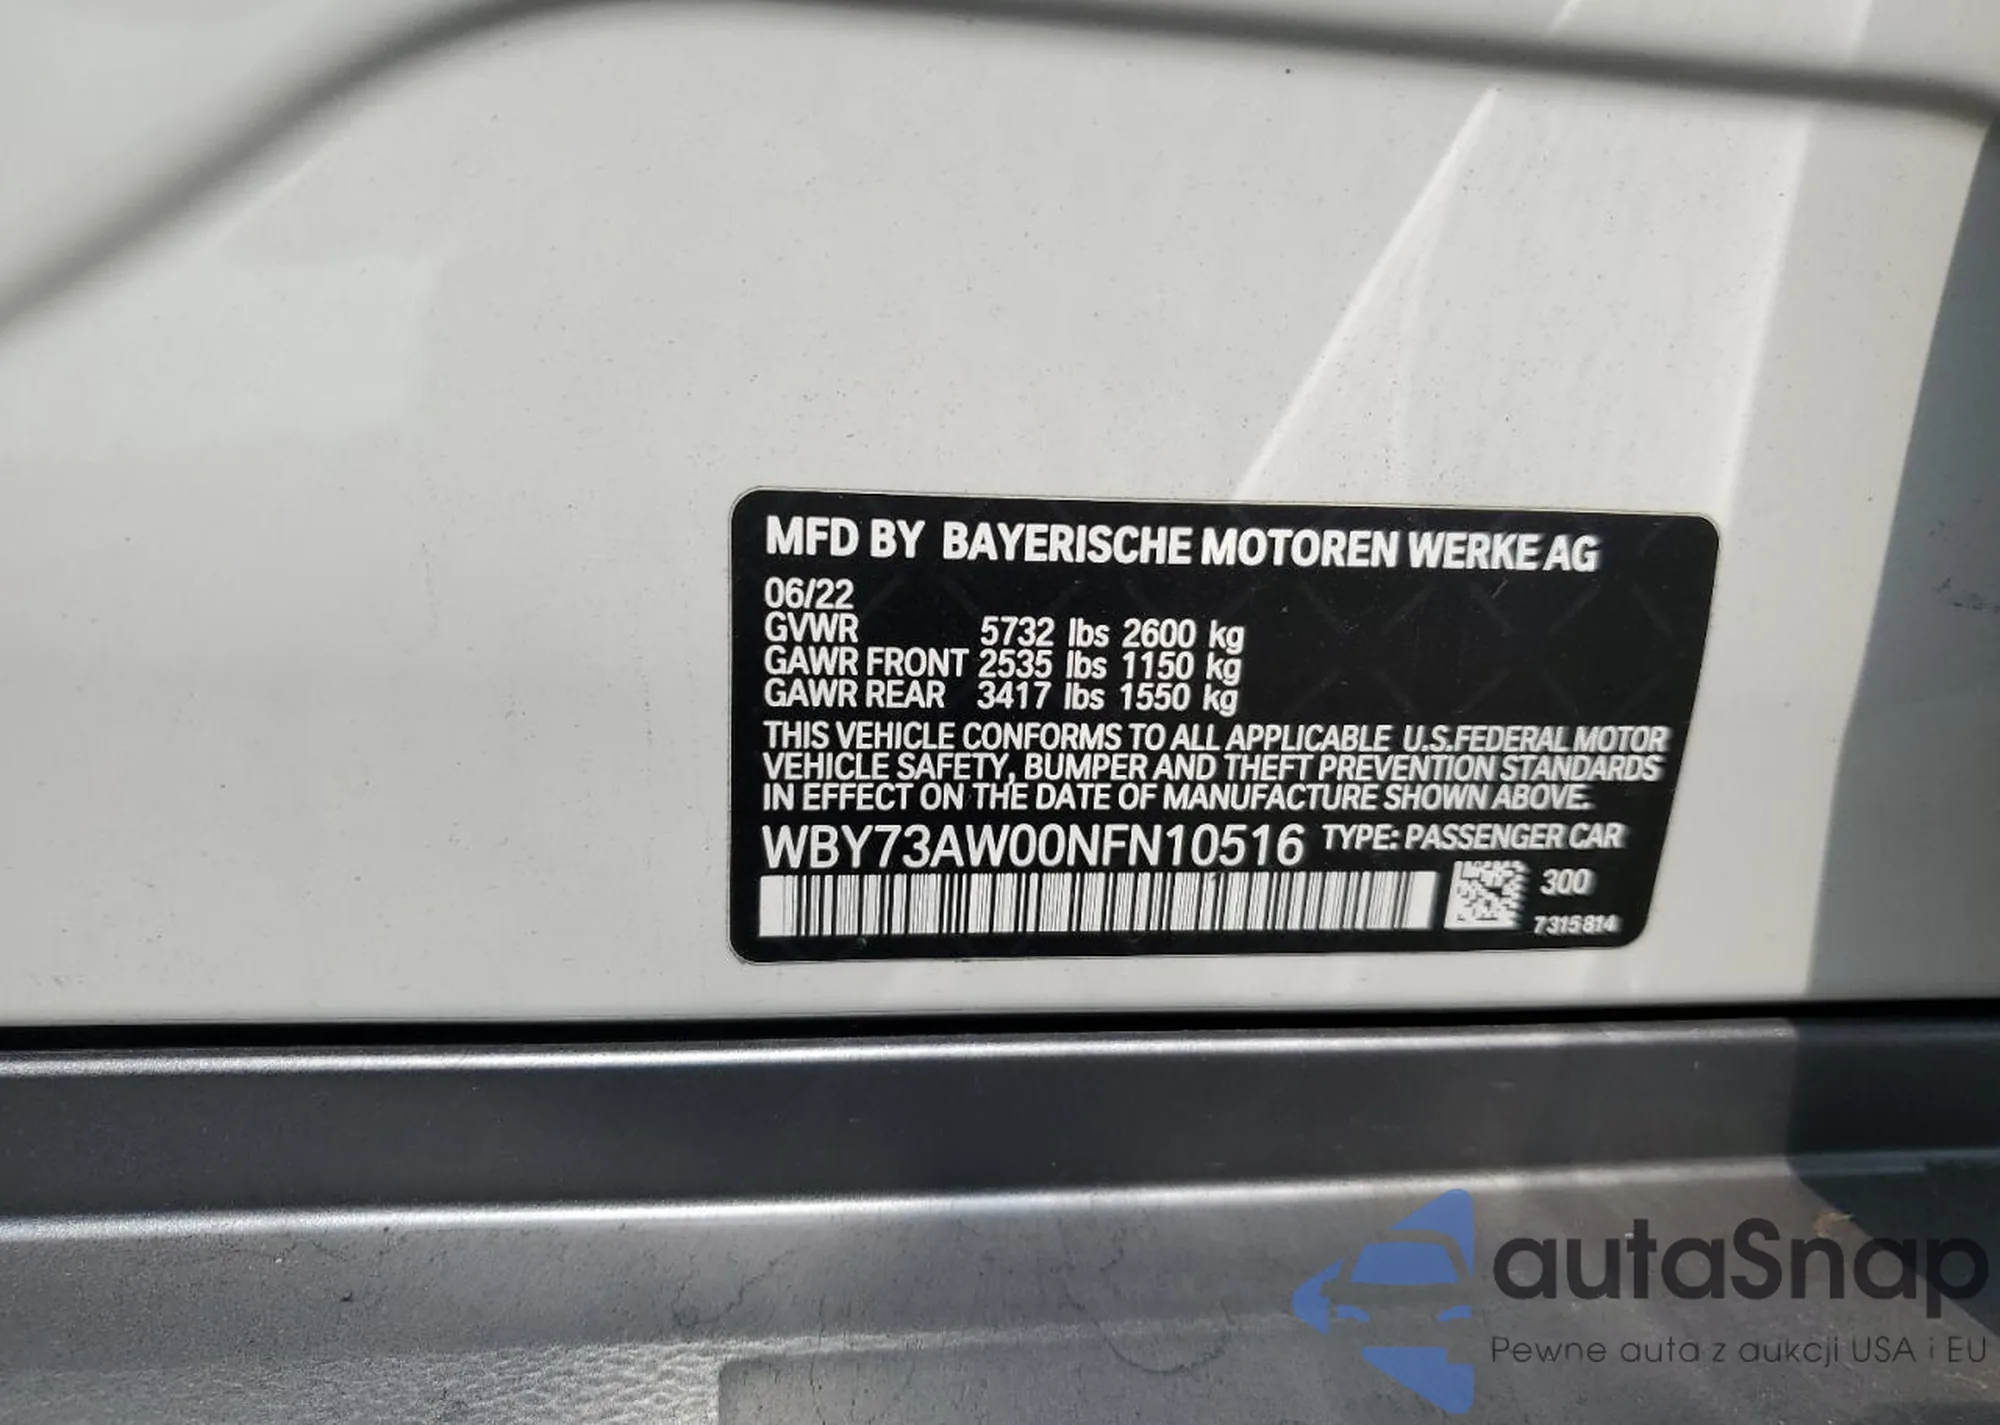 MFD BY BAYERISCHE MOTOREN WERKE AG
06/22
GVWR 5732 lbs 2600 kg
GAWR FRONT 2535 lbs 1150 kg
GAWR REAR 3417 lbs 1550 kg
THIS VEHICLE CONFORMS TO ALL APPLICABLE U.S.FEDERAL MOTOR
VEHICLE SAFETY, BUMPER AND THEFT PREVENTION STANDARDS
IN EFFECT ON THE DATE OF MANUFACTURE SHOWN ABOVE.
WBY73AW00NFN10516 TYPE: PASSENGER CAR
300
7315814
autaSnap
Pewne auta z aukcji USA i EU